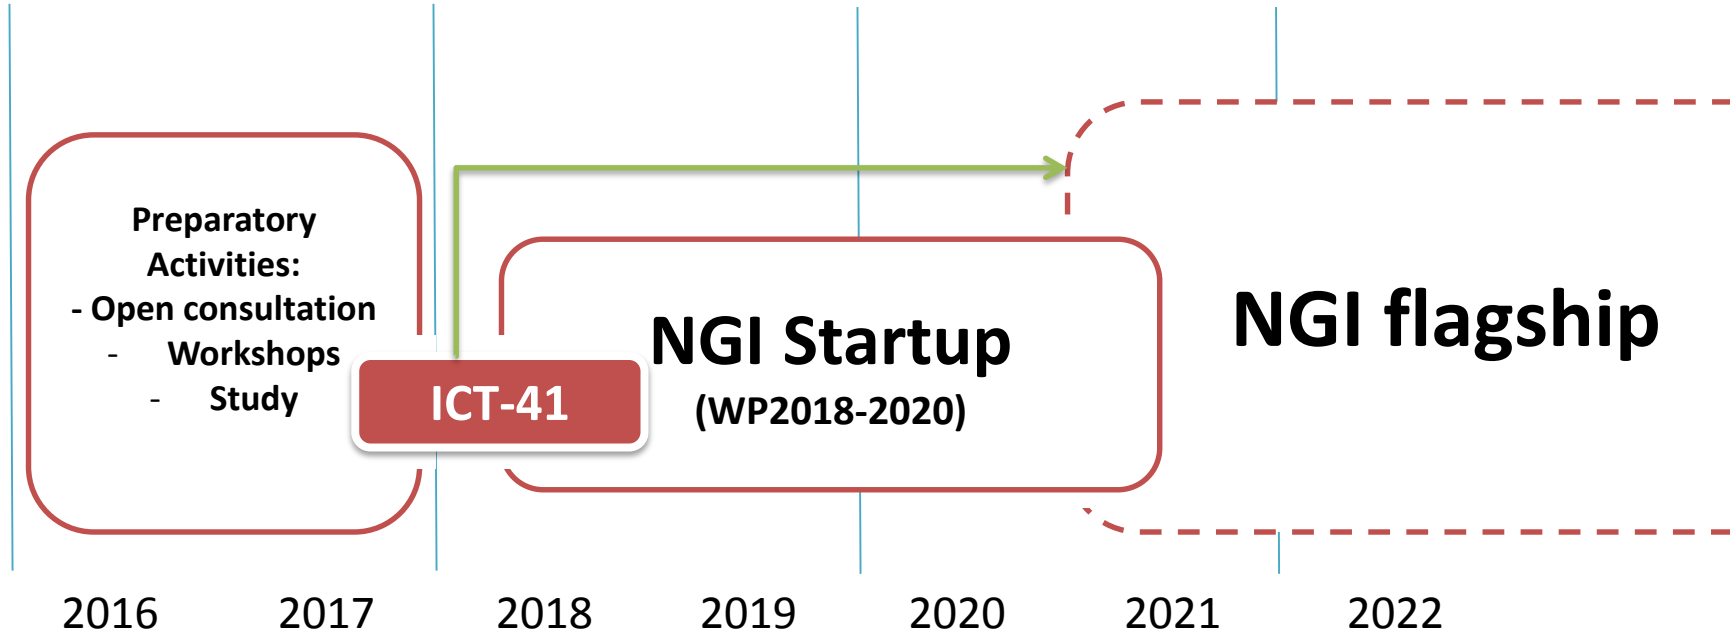 Preparatory
Activities:
- Open consultation
- Workshops
- Study
ICT-41
NGI Startup
(WP2018-2020)
NGI flagship
2016 2017 2018 2019 2020 2021 2022